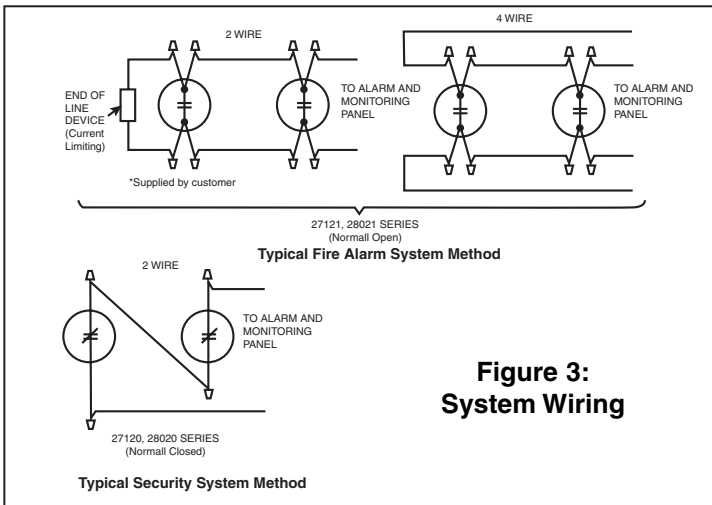 2 WIRE
4 WIRE
END OF
LINE
DEVICE
(Current
Limiting)
TO ALARM AND
MONITORING
PANEL
TO ALARM AND
MONITORING
PANEL
*Supplied by customer
27121, 28021 SERIES
(Normall Open)
Typical Fire Alarm System Method
2 WIRE
TO ALARM AND
MONITORING
PANEL
Figure 3:
System Wiring
27120, 28020 SERIES
(Normall Closed)
Typical Security System Method